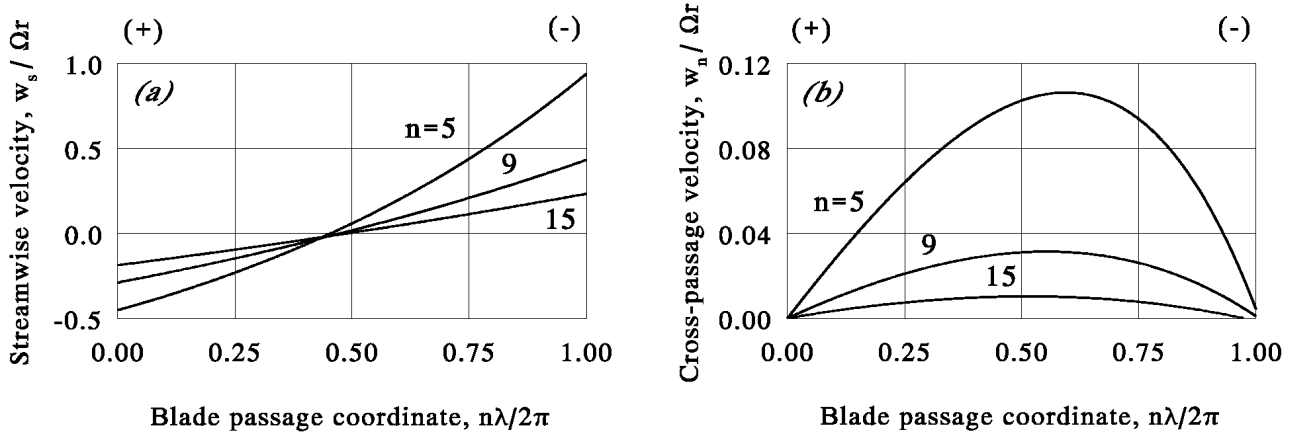 (+) (-)
Streamwise velocity, w_s / Ωr
1.0
0.5
0.0
-0.5
(a)
n=5
9
15
0.00 0.25 0.50 0.75 1.00
Blade passage coordinate, nλ/2π
(+) (-)
Cross-passage velocity, w_n / Ωr
0.12
0.08
0.04
0.00
(b)
n=5
9
15
0.00 0.25 0.50 0.75 1.00
Blade passage coordinate, nλ/2π